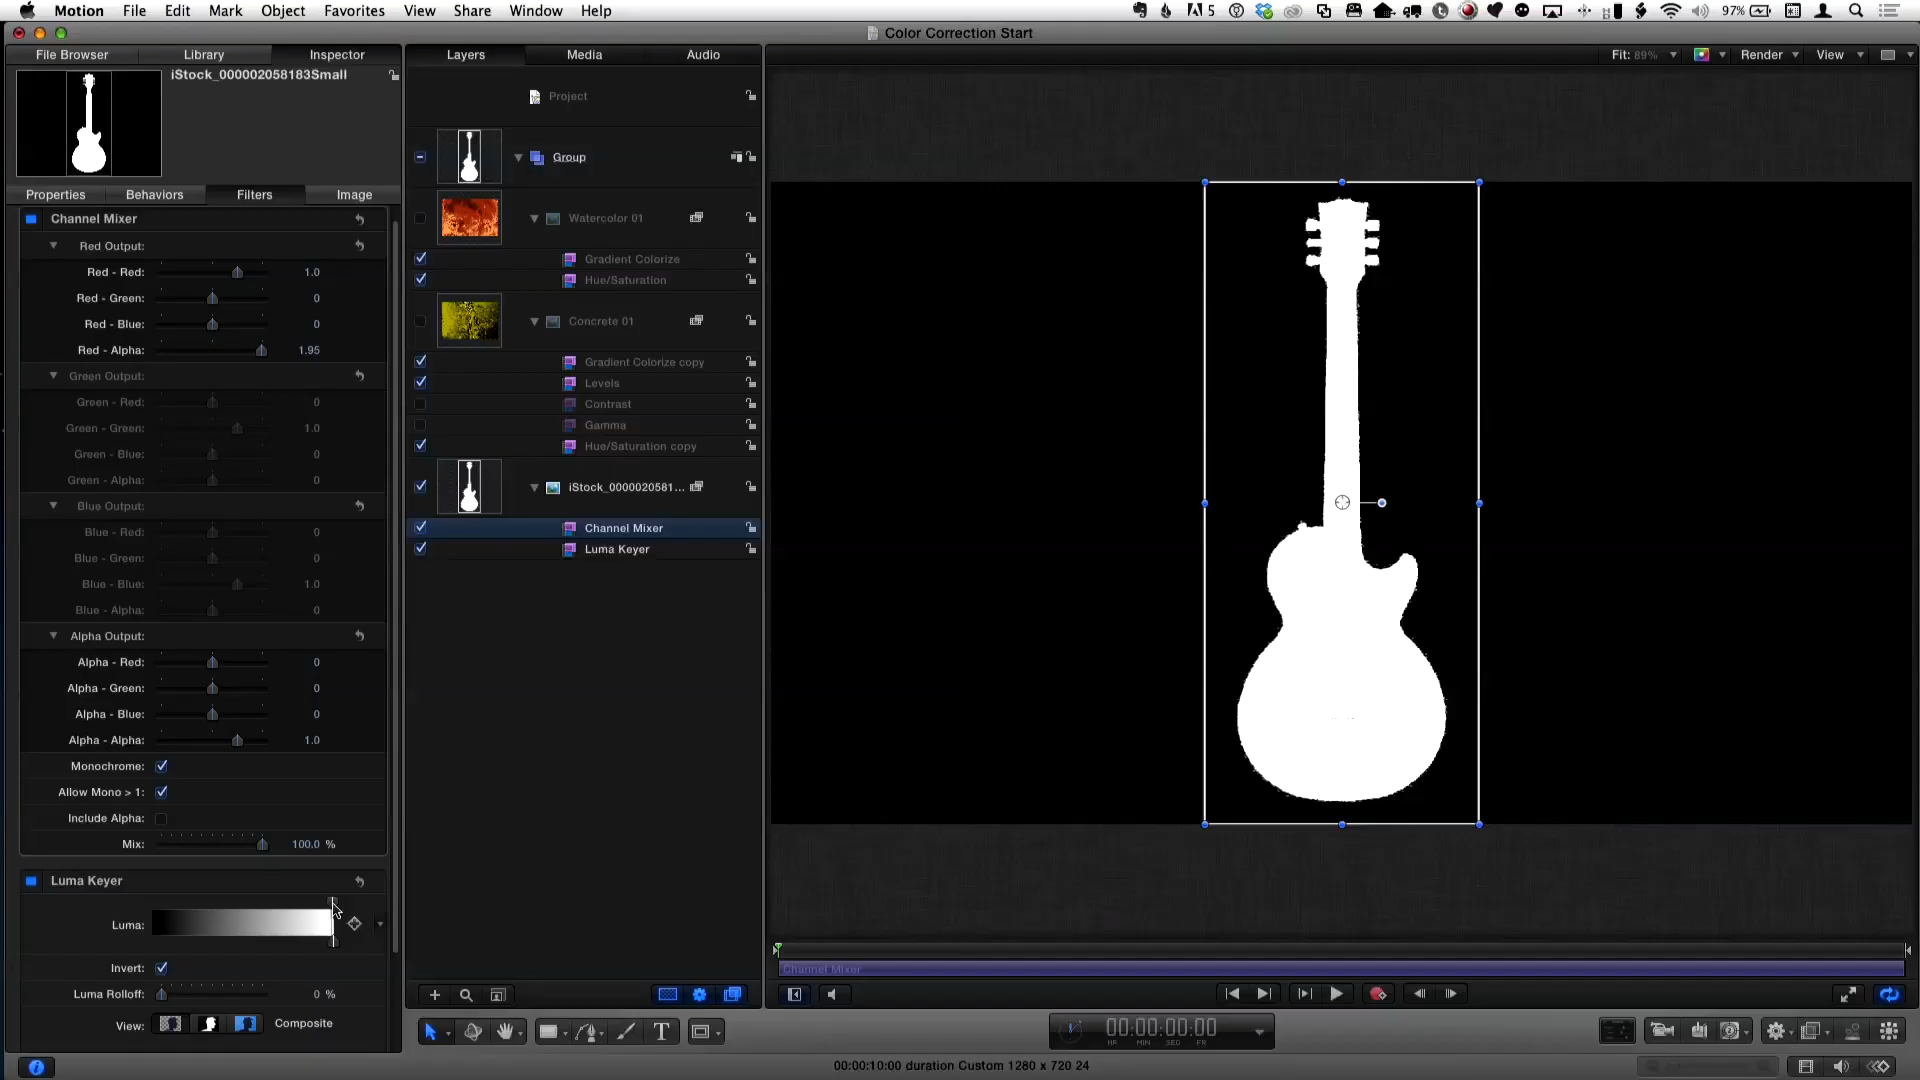 Motion File Edit Mark Object Favorites View Share Window Help 5 97%
Color Correction Start
File Browser Library Inspector Layers Media Audio Fit: 89% Render View
iStock_000002058183Small
Project
Group
Properties Behaviors Filters Image
Channel Mixer
Watercolor 01
Red Output:
Gradient Colorize
Red - Red: 1.0
Hue/Saturation
Red - Green: 0
Red - Blue: 0
Concrete 01
Red - Alpha: 1.95
Gradient Colorize copy
Green Output:
Levels
Green - Red: 0
Contrast
Green - Green: 1.0
Gamma
Green - Blue: 0
Hue/Saturation copy
Green - Alpha: 0
iStock_0000020581...
Blue Output:
Channel Mixer
Blue - Red: 0
Luma Keyer
Blue - Green: 0
Blue - Blue: 1.0
Blue - Alpha: 0
Alpha Output:
Alpha - Red: 0
Alpha - Green: 0
Alpha - Blue: 0
Alpha - Alpha: 1.0
Monochrome:
Allow Mono > 1:
Include Alpha:
Mix: 100.0 %
Luma Keyer
Luma:
Invert:
Channel Mixer
Luma Rolloff: 0 %
View: Composite
T
00:00:00:00
HR MIN SEC FR
00:00:10:00 duration Custom 1280 x 720 24